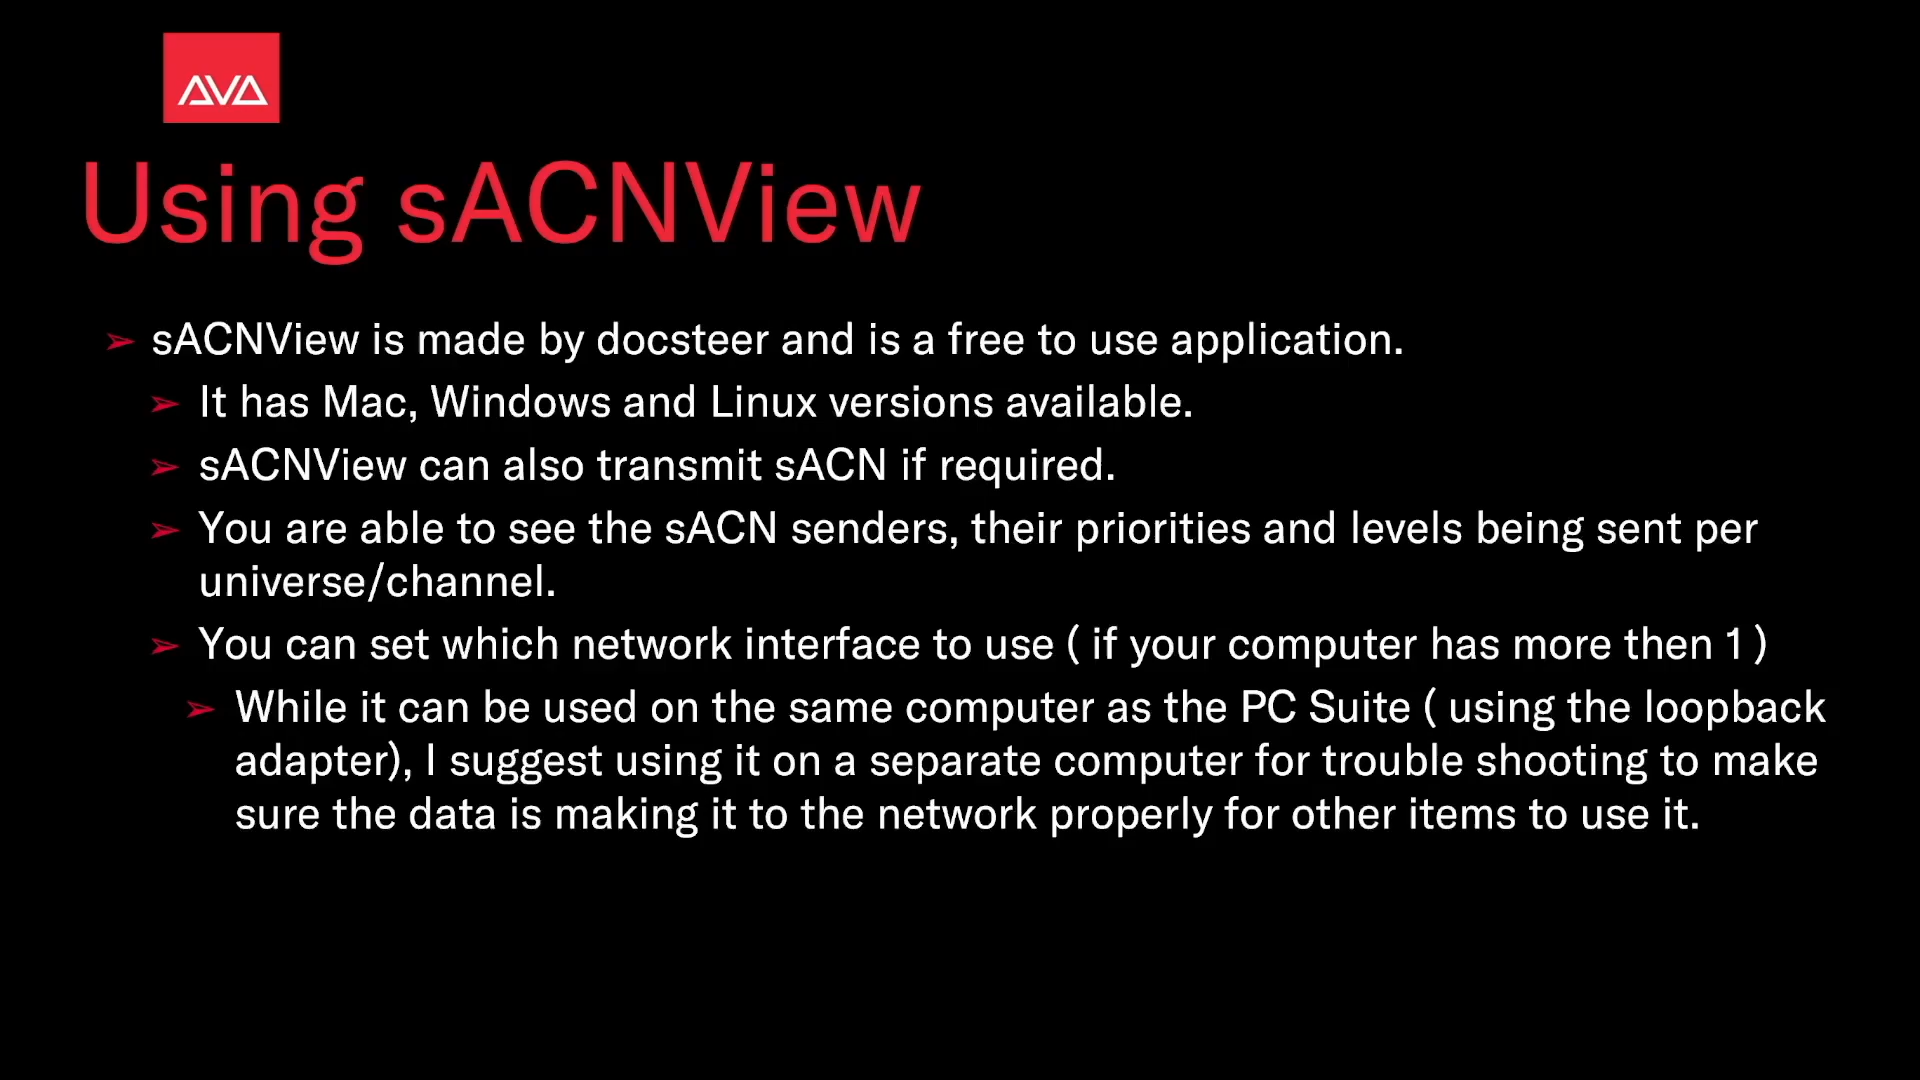 AVA
Using sACNView
➢ sACNView is made by docsteer and is a free to use application.
➢ It has Mac, Windows and Linux versions available.
➢ sACNView can also transmit sACN if required.
➢ You are able to see the sACN senders, their priorities and levels being sent per
universe/channel.
➢ You can set which network interface to use ( if your computer has more then 1 )
➢ While it can be used on the same computer as the PC Suite ( using the loopback
adapter), I suggest using it on a separate computer for trouble shooting to make
sure the data is making it to the network properly for other items to use it.